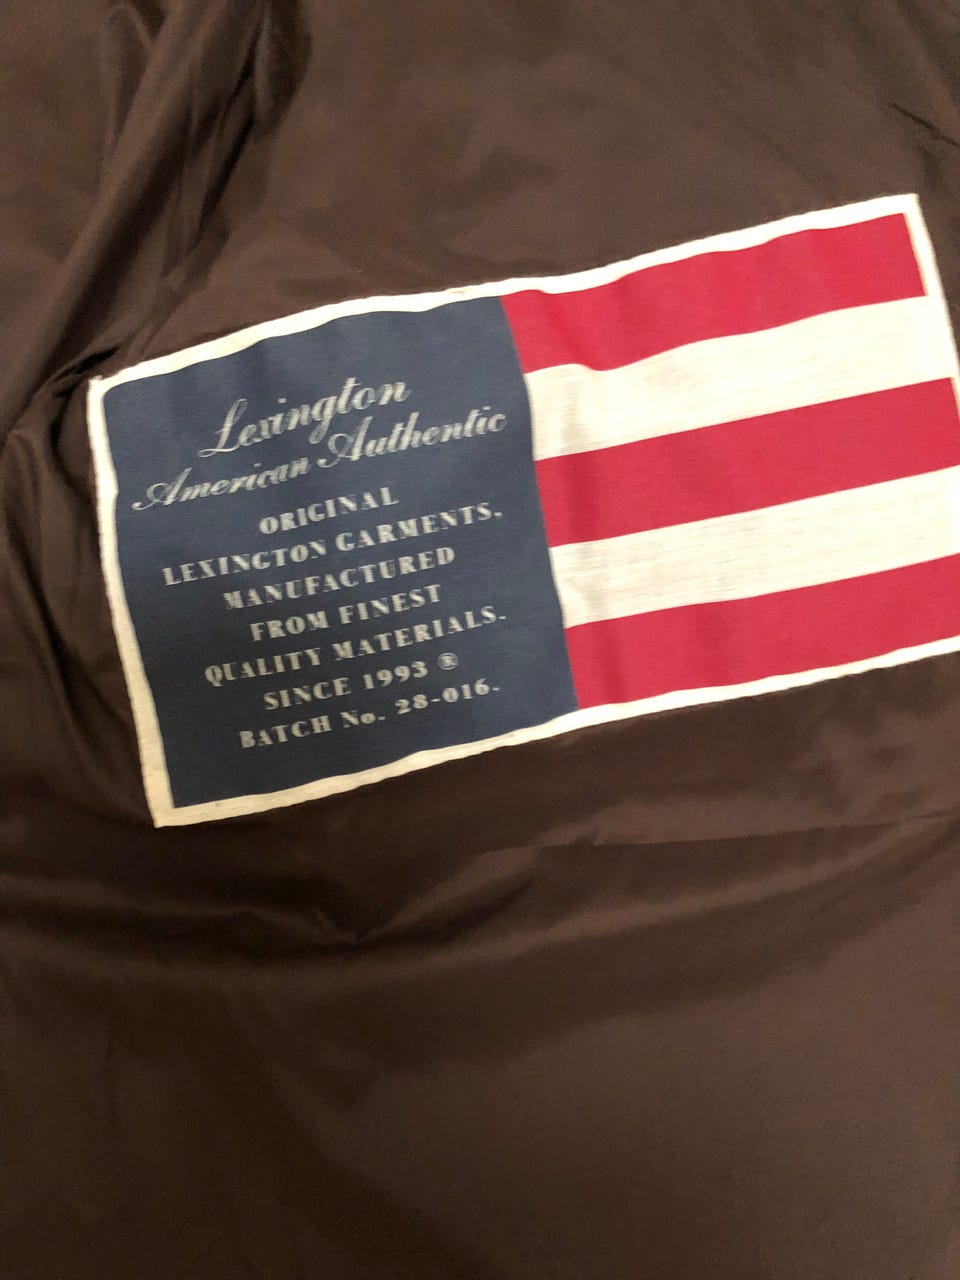 Lexington
American Authentic
ORIGINAL
LEXINGTON GARMENTS.
MANUFACTURED
FROM FINEST
QUALITY MATERIALS.
SINCE 1993 ®
BATCH No. 28-016.